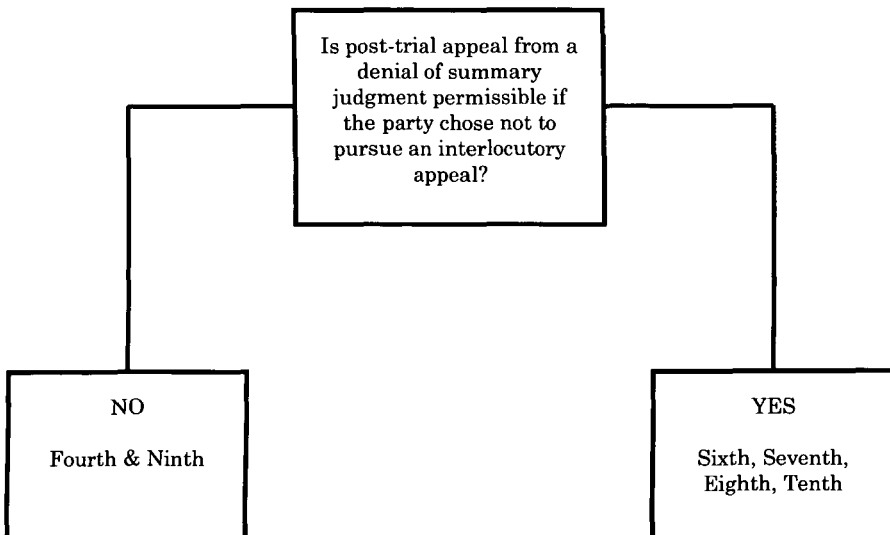 Is post-trial appeal from a
denial of summary
judgment permissible if
the party chose not to
pursue an interlocutory
appeal?
NO
Fourth & Ninth
YES
Sixth, Seventh,
Eighth, Tenth